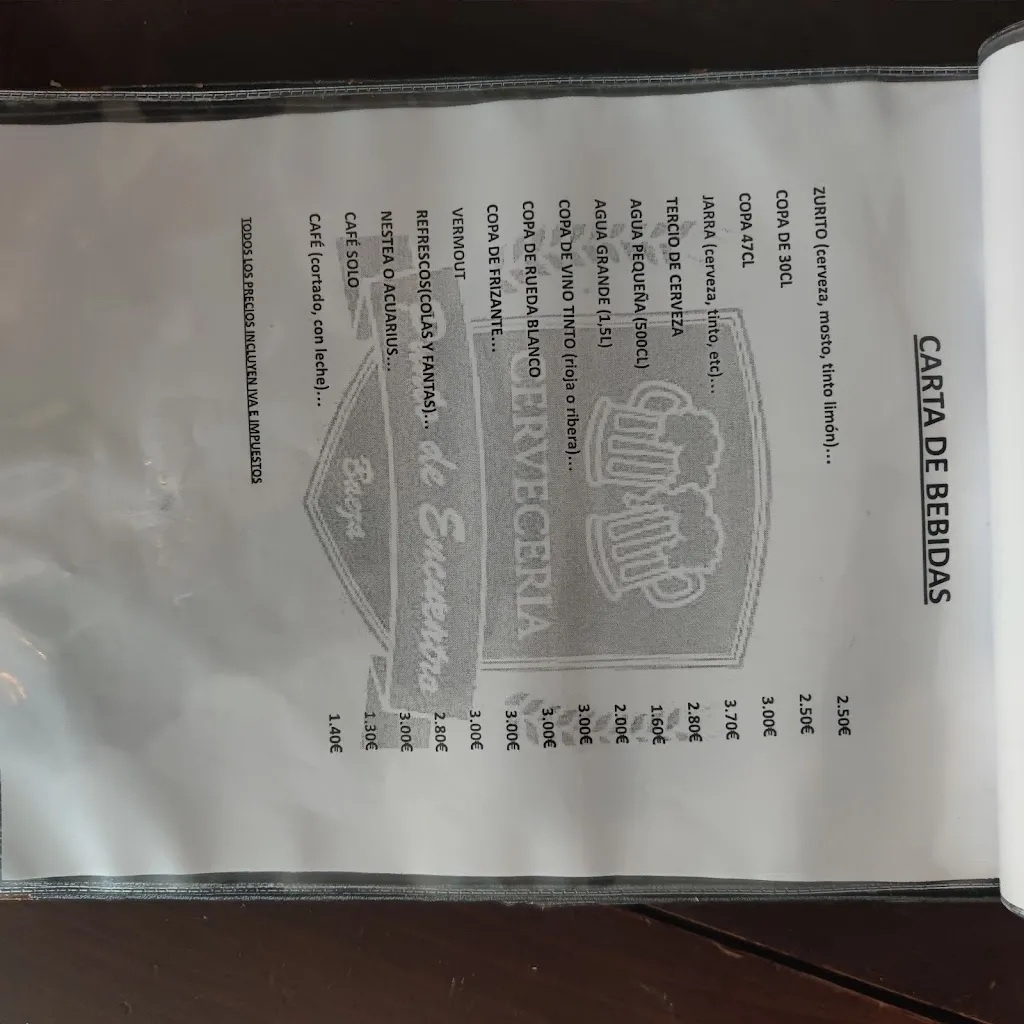 CARTA DE BEBIDAS
ZURITO (cerveza, mosto, tinto limón)... 2.50€
COPA DE 30CL 2.50€
COPA 47CL 3.00€
JARRA (cerveza, tinto, etc)... 3.70€
TERCIO DE CERVEZA 2.80€
AGUA PEQUEÑA (500CL) 1.60€
AGUA GRANDE (1,5L) 2.00€
COPA DE VINO TINTO (rioja o ribera)... 3.00€
COPA DE RUEDA BLANCO 3.00€
COPA DE FRIZANTE... 3.00€
VERMOUT 3.00€
REFRESCOS(COLAS Y FANTAS)... 2.80€
NESTEA O ACUARIUS... 3.00€
CAFÉ SOLO 1.30€
CAFÉ (cortado, con leche)... 1.40€
TODOS LOS PRECIOS INCLUYEN IVA E IMPUESTOS
CERVECERIA
de Encuentro